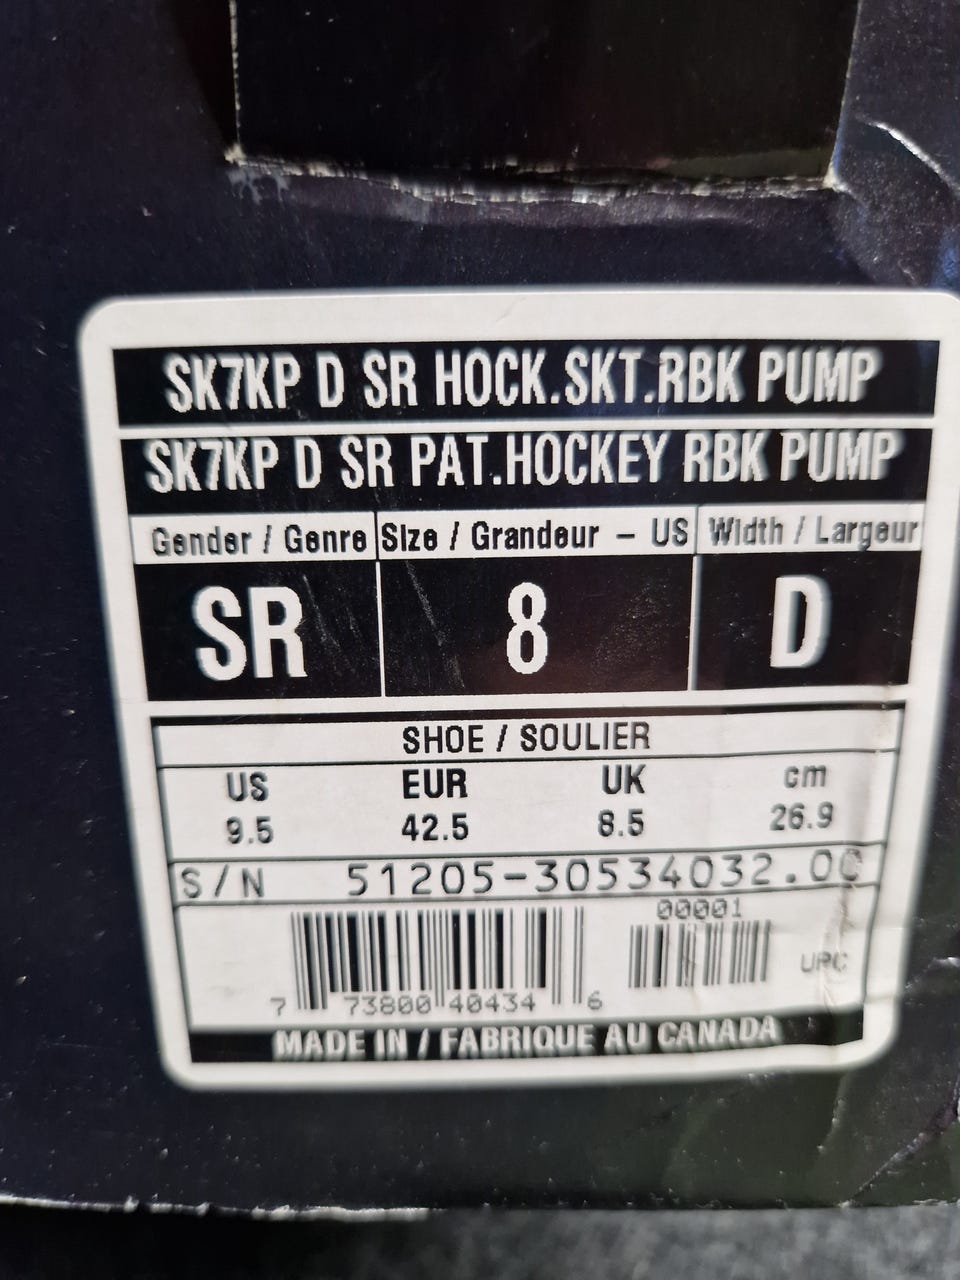 SK7KP D SR HOCK.SKT.RBK PUMP
SK7KP D SR PAT.HOCKEY RBK PUMP
Gender / Genre Size / Grandeur – US Width / Largeur
SR 8 D
SHOE / SOULIER
US EUR UK cm
9.5 42.5 8.5 26.9
S/N 51205-30534032.00
00001
UPC
7 73800 40434 6
MADE IN / FABRIQUE AU CANADA